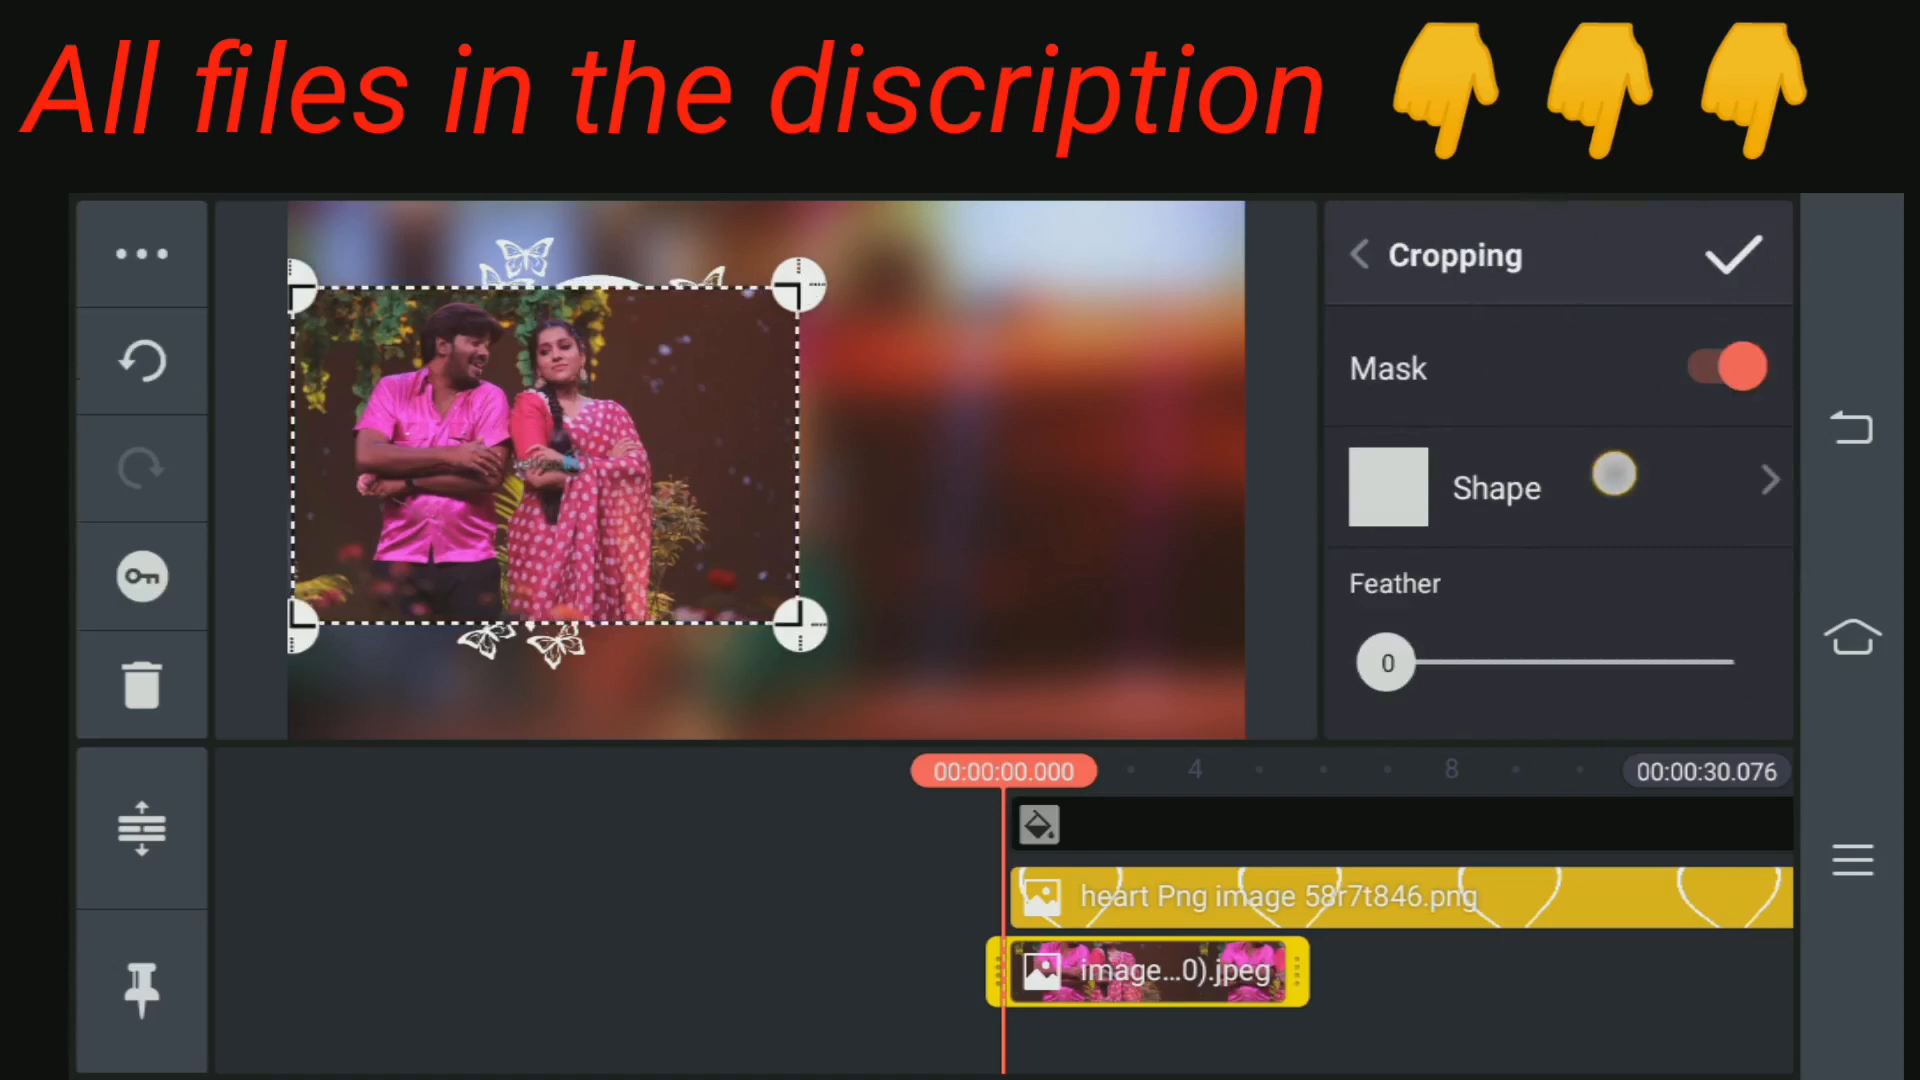 All files in the discription 👇👇👇
Cropping
Mask
Shape
Feather
0
00:00:00.000
4
8
00:00:30.076
heart Png image 58r7t846.png
image...0).jpeg